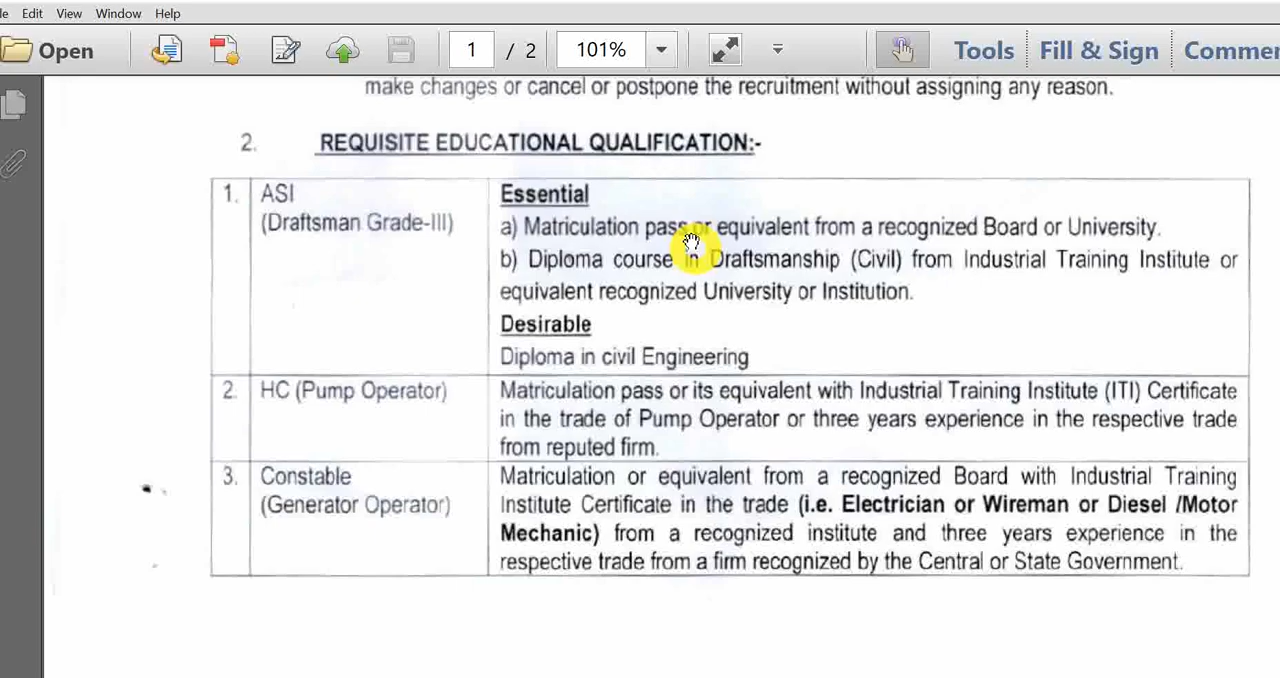 Edit View Window Help
Open 1 / 2 101% Tools Fill & Sign Commen
make changes or cancel or postpone the recruitment without assigning any reason.
2. REQUISITE EDUCATIONAL QUALIFICATION:-
1. ASI
(Draftsman Grade-III)
Essential
a) Matriculation pass or equivalent from a recognized Board or University.
b) Diploma course in Draftsmanship (Civil) from Industrial Training Institute or
equivalent recognized University or Institution.
Desirable
Diploma in civil Engineering
2. HC (Pump Operator)
Matriculation pass or its equivalent with Industrial Training Institute (ITI) Certificate
in the trade of Pump Operator or three years experience in the respective trade
from reputed firm.
3. Constable
(Generator Operator)
Matriculation or equivalent from a recognized Board with Industrial Training
Institute Certificate in the trade (i.e. Electrician or Wireman or Diesel /Motor
Mechanic) from a recognized institute and three years experience in the
respective trade from a firm recognized by the Central or State Government.